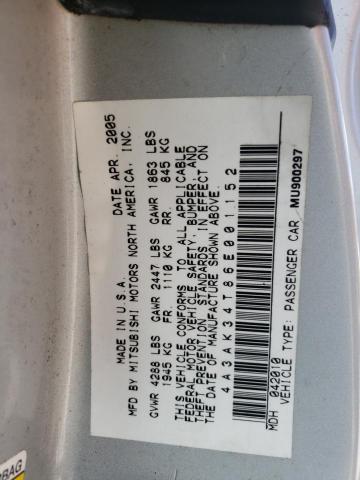 MADE IN U.S.A. DATE APR. 2005
MFD BY MITSUBISHI MOTORS NORTH AMERICA, INC.
GVWR 4288 LBS GAWR 2447 LBS GAWR 1863 LBS
1945 KG FR 1110 KG RR. 845 KG
THIS VEHICLE CONFORMS TO ALL APPLICABLE
FEDERAL MOTOR VEHICLE SAFETY, BUMPER, AND
THEFT PREVENTION STANDARDS IN EFFECT ON
THE DATE OF MANUFACTURE SHOWN ABOVE.
4A3AK34T86E001152
MDH 042010
VEHICLE TYPE: PASSENGER CAR MU900297
RBAG